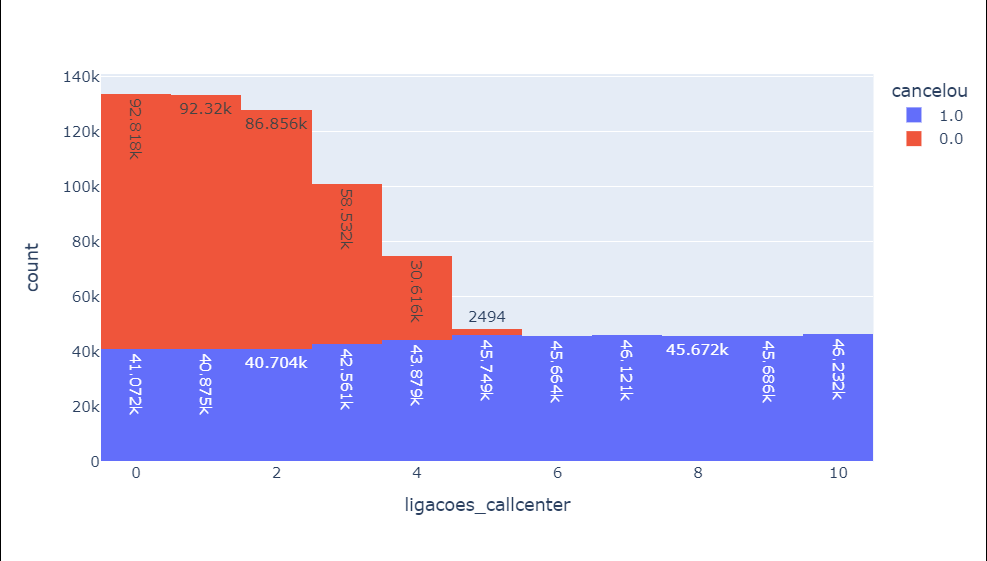 140k
120k
100k
80k
60k
40k
20k
0
count
92.818k
92.32k
86.856k
58.532k
30.616k
2494
41.072k
40.875k
40.704k
42.561k
43.879k
45.749k
45.664k
46.121k
45.672k
45.686k
46.232k
0 2 4 6 8 10
ligacoes_callcenter
cancelou
1.0
0.0